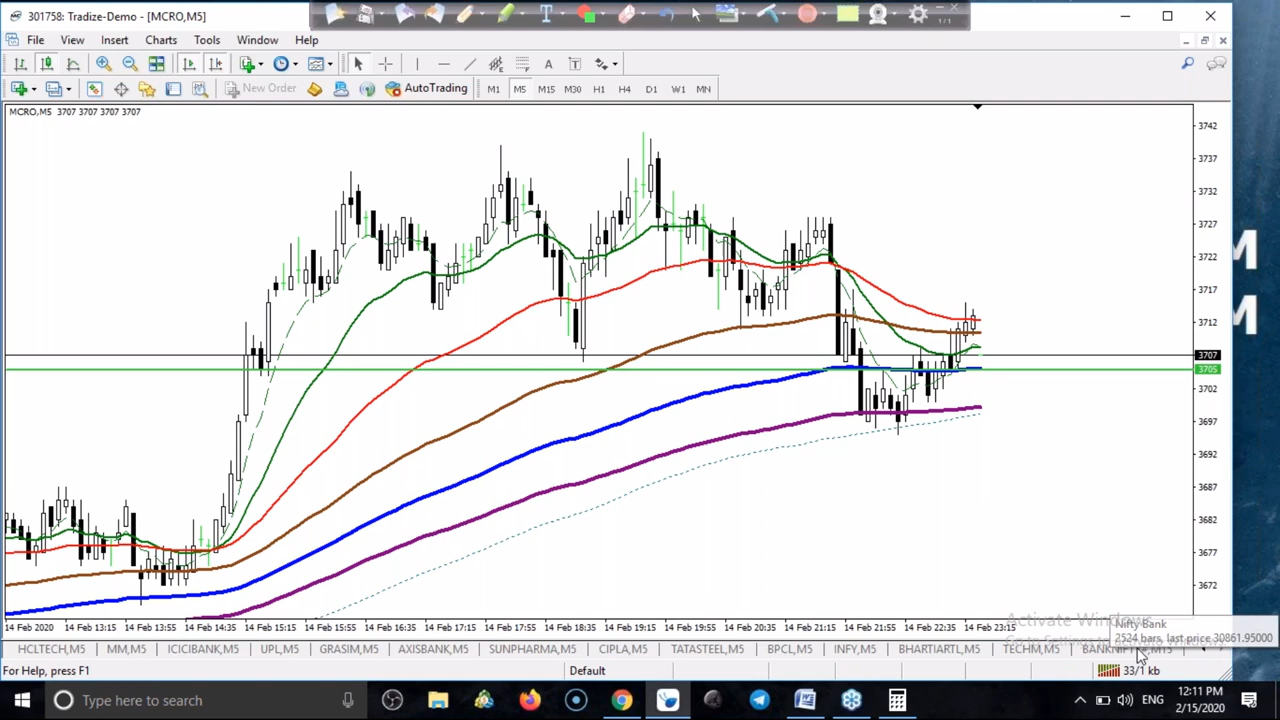 301758: Tradize-Demo - [MCRO,M5]
1/1
File View Insert Charts Tools Window Help
New Order AutoTrading M1 M5 M15 M30 H1 H4 D1 W1 MN
MCRO,M5 3707 3707 3707 3707
3742
3737
3732
3727
3722
3717
3712
3707
3705
3702
3697
3692
3687
3682
3677
3672
M
M
14 Feb 2020 14 Feb 13:15 14 Feb 13:55 14 Feb 14:35 14 Feb 15:15 14 Feb 15:55 14 Feb 16:35 14 Feb 17:15 14 Feb 17:55 14 Feb 18:35 14 Feb 19:15 14 Feb 19:55 14 Feb 20:35 14 Feb 21:15 14 Feb 21:55 14 Feb 22:35 14 Feb 23:15
Activate Windows
Nifty Bank
2524 bars, last price 30861.95000
HCLTECH,M5 MM,M5 ICICIBANK,M5 UPL,M5 GRASIM,M5 AXISBANK,M5 SUNPHARMA,M5 CIPLA,M5 TATASTEEL,M5 BPCL,M5 INFY,M5 BHARTIARTL,M5 TECHM,M5 BANKNIFTY,M15
For Help, press F1 Default 33/1 kb
Type here to search ENG 12:11 PM
2/15/2020